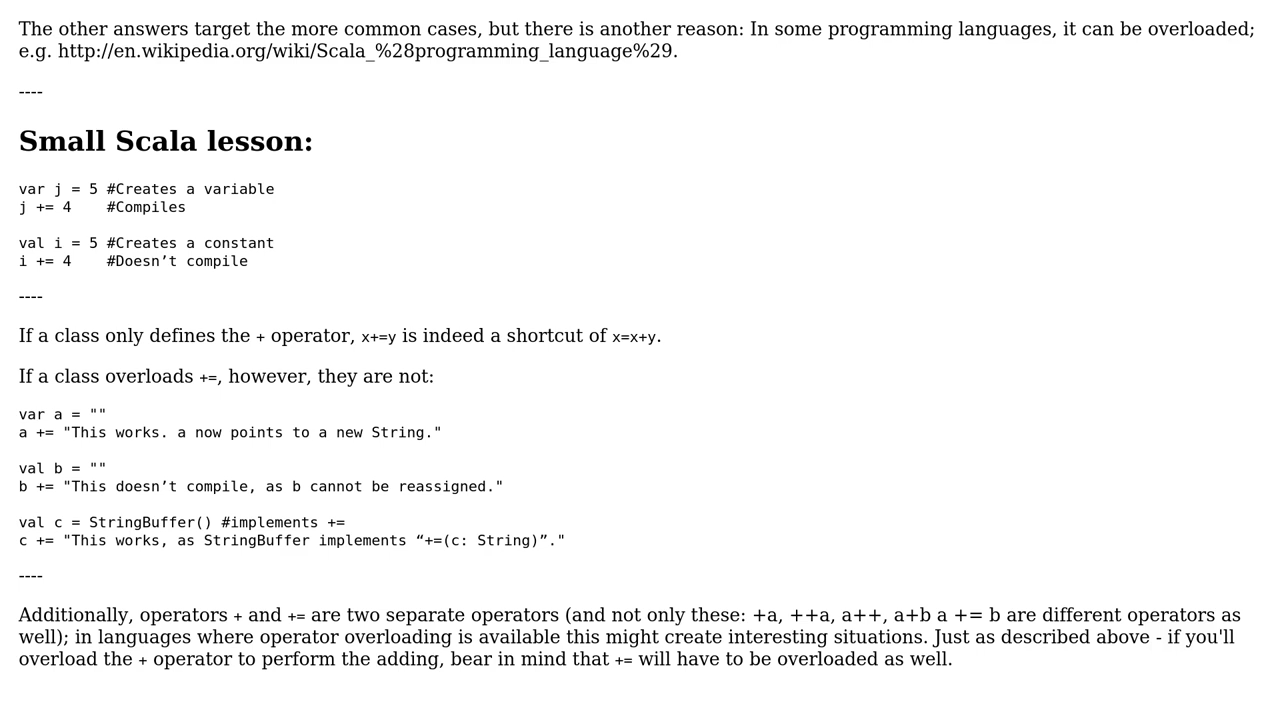 The other answers target the more common cases, but there is another reason: In some programming languages, it can be overloaded;
e.g. http://en.wikipedia.org/wiki/Scala_%28programming_language%29.
----
Small Scala lesson:
var j = 5 #Creates a variable
j += 4    #Compiles
val i = 5 #Creates a constant
i += 4    #Doesn’t compile
----
If a class only defines the + operator, x+=y is indeed a shortcut of x=x+y.
If a class overloads +=, however, they are not:
var a = ""
a += "This works. a now points to a new String."
val b = ""
b += "This doesn’t compile, as b cannot be reassigned."
val c = StringBuffer() #implements +=
c += "This works, as StringBuffer implements “+=(c: String)”."
----
Additionally, operators + and += are two separate operators (and not only these: +a, ++a, a++, a+b a += b are different operators as
well); in languages where operator overloading is available this might create interesting situations. Just as described above - if you'll
overload the + operator to perform the adding, bear in mind that += will have to be overloaded as well.